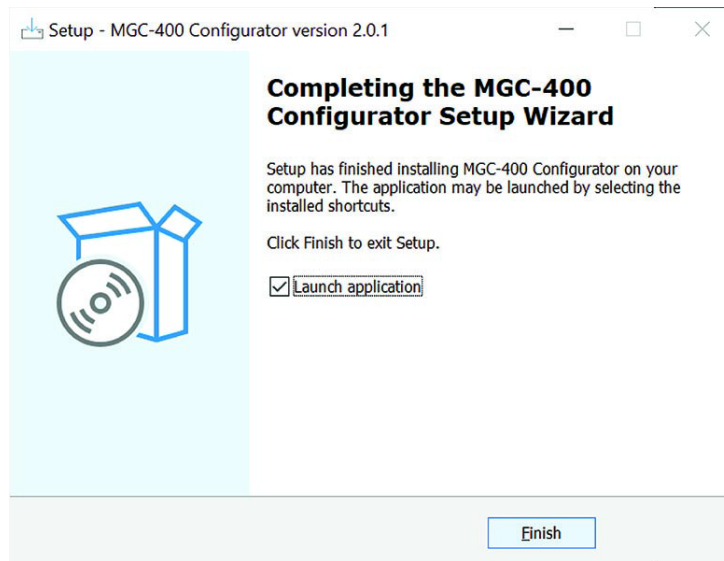 Setup - MGC-400 Configurator version 2.0.1
Completing the MGC-400
Configurator Setup Wizard
Setup has finished installing MGC-400 Configurator on your
computer. The application may be launched by selecting the
installed shortcuts.
Click Finish to exit Setup.
Launch application
Finish